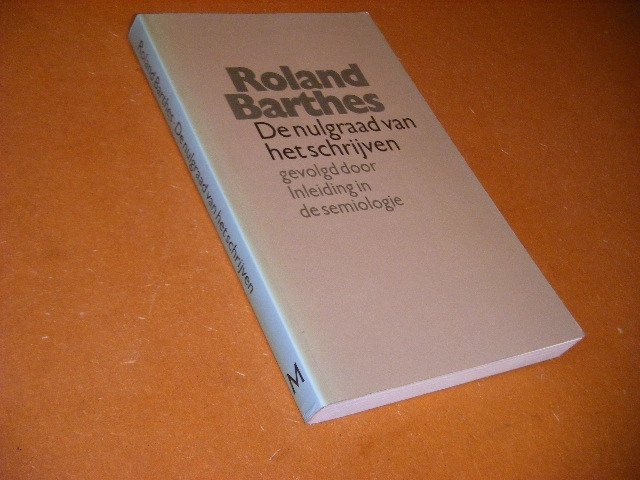 Roland
Barthes
De nulgraad van
het schrijven
gevolgd door
Inleiding in
de semiologie
Roland Barthes De nulgraad van het schrijven
M